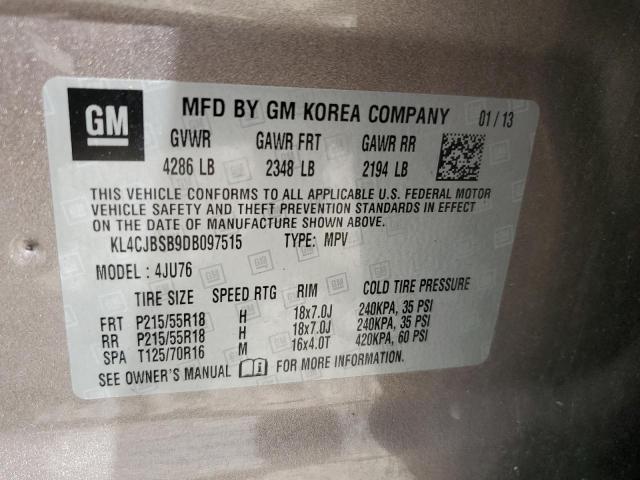 GM
MFD BY GM KOREA COMPANY 01/13
GVWR GAWR FRT GAWR RR
4286 LB 2348 LB 2194 LB
THIS VEHICLE CONFORMS TO ALL APPLICABLE U.S. FEDERAL MOTOR
VEHICLE SAFETY AND THEFT PREVENTION STANDARDS IN EFFECT
ON THE DATE OF MANUFACTURE SHOWN ABOVE.
KL4CJBSB9DB097515 TYPE: MPV
MODEL : 4JU76
TIRE SIZE SPEED RTG RIM COLD TIRE PRESSURE
FRT P215/55R18 H 18x7.0J 240KPA, 35 PSI
RR P215/55R18 H 18x7.0J 240KPA, 35 PSI
SPA T125/70R16 M 16x4.0T 420KPA, 60 PSI
SEE OWNER'S MANUAL FOR MORE INFORMATION.